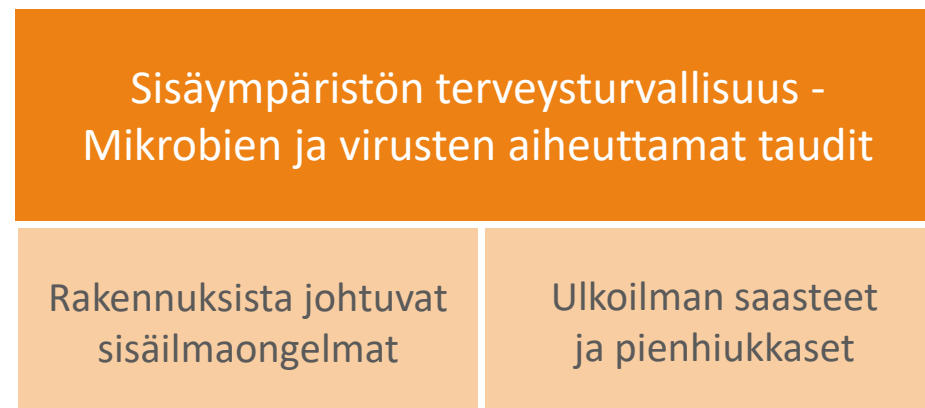 Sisäympäristön terveysturvallisuus -
Mikrobien ja virusten aiheuttamat taudit
Rakennuksista johtuvat
sisäilmaongelmat
Ulkoilman saasteet
ja pienhiukkaset